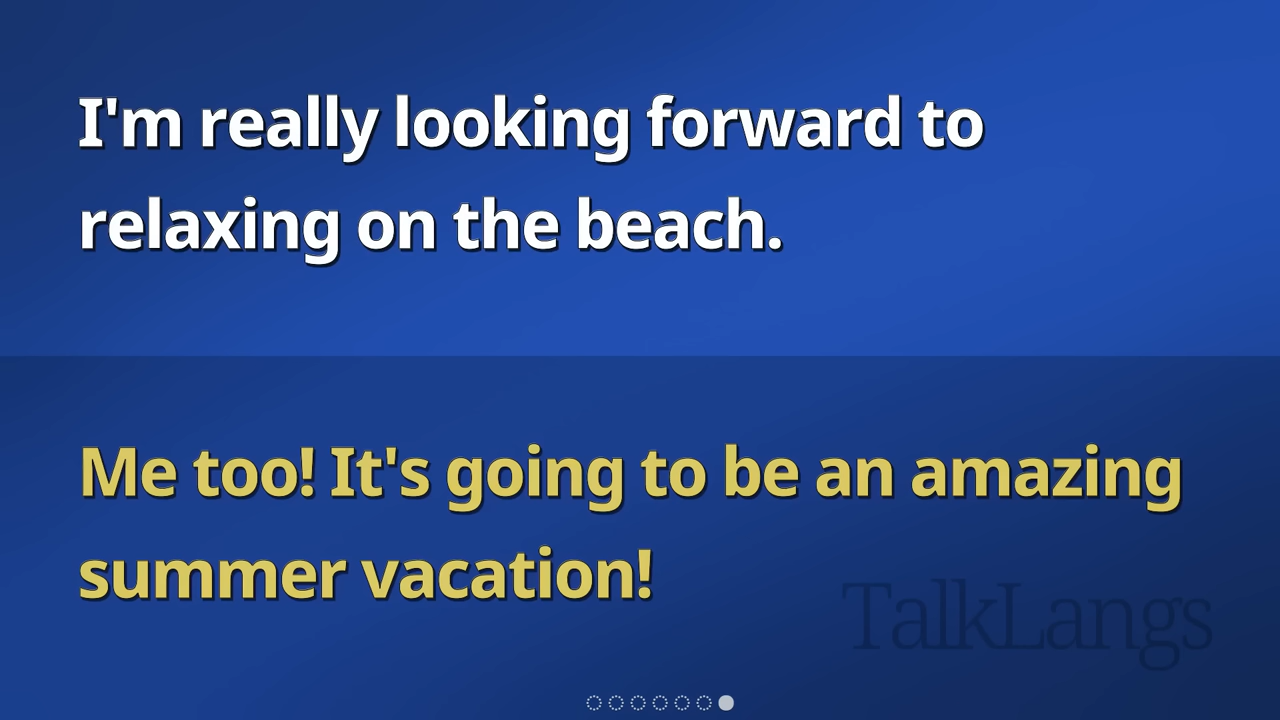 I'm really looking forward to
relaxing on the beach.
Me too! It's going to be an amazing
summer vacation!
TalkLangs